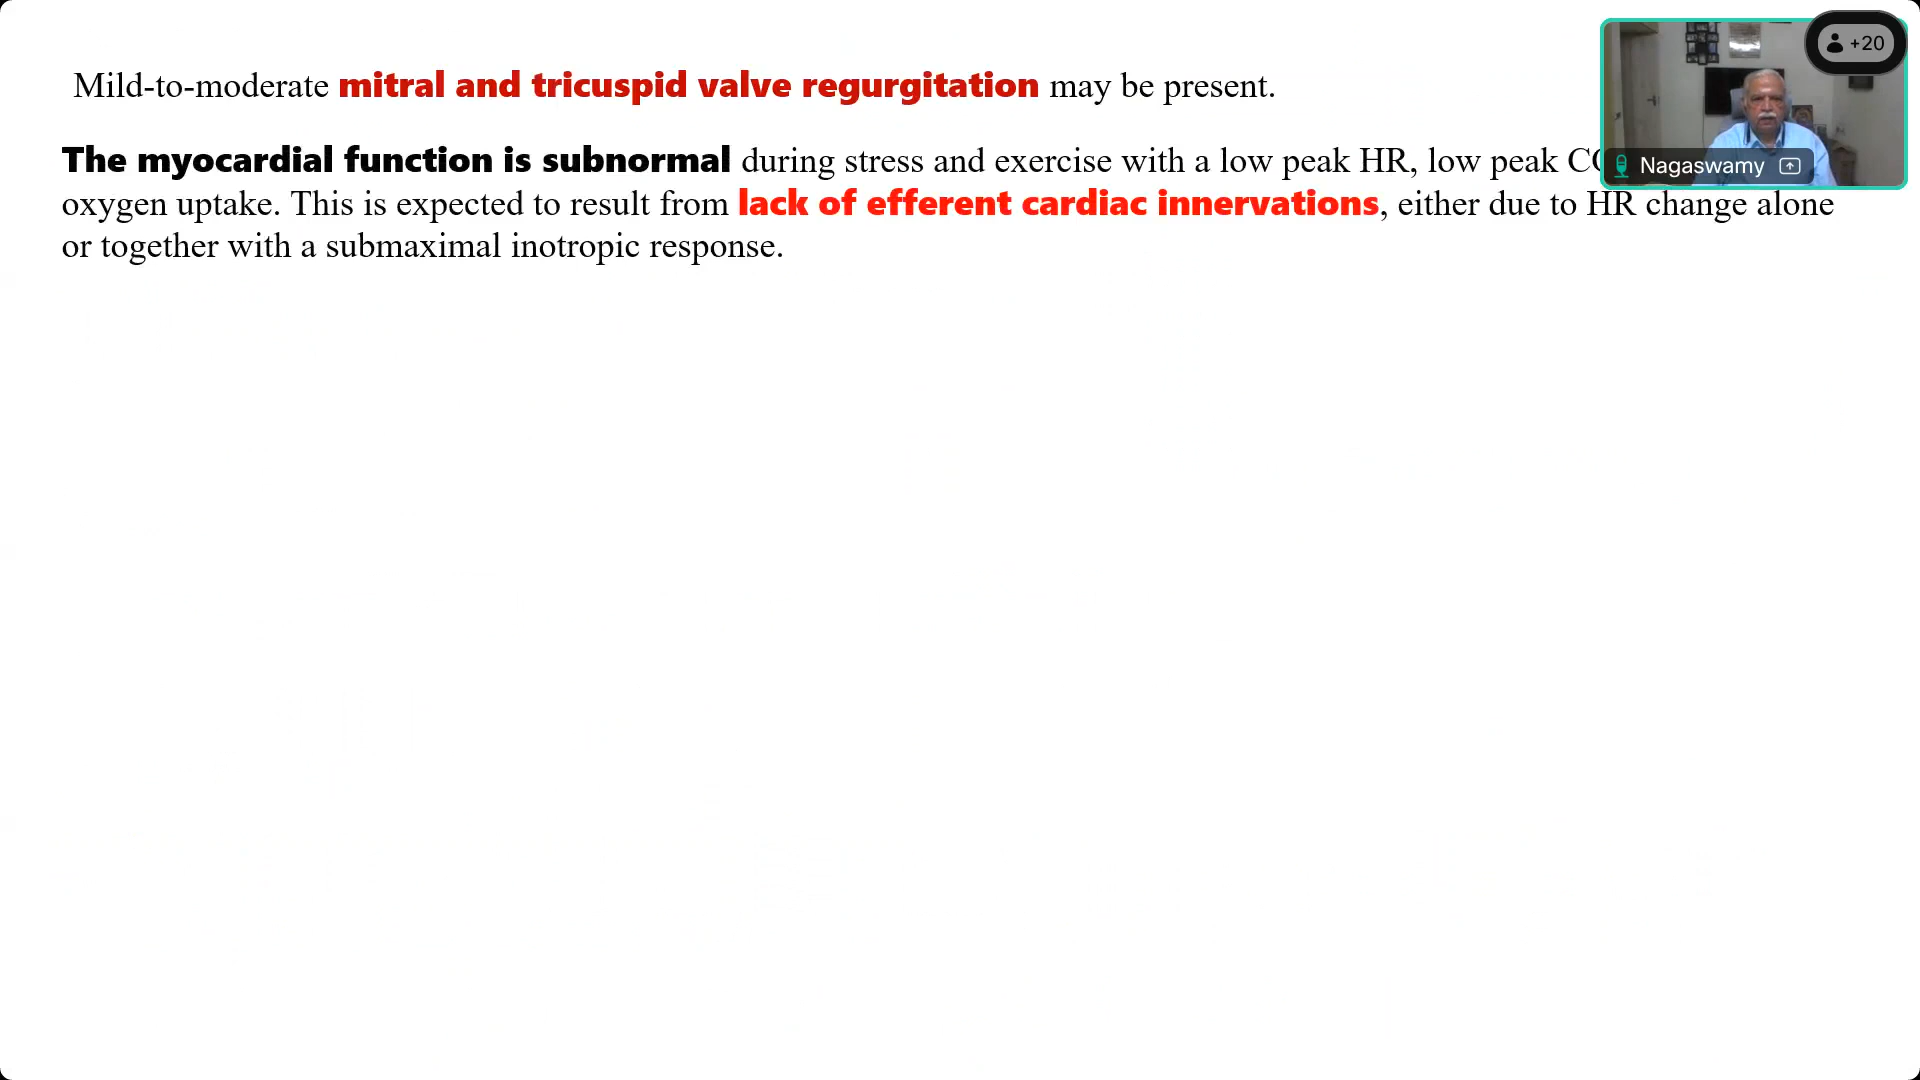 Mild-to-moderate mitral and tricuspid valve regurgitation may be present.
The myocardial function is subnormal during stress and exercise with a low peak HR, low peak
oxygen uptake. This is expected to result from lack of efferent cardiac innervations, either due to HR change alone
or together with a submaximal inotropic response.
+20
Nagaswamy